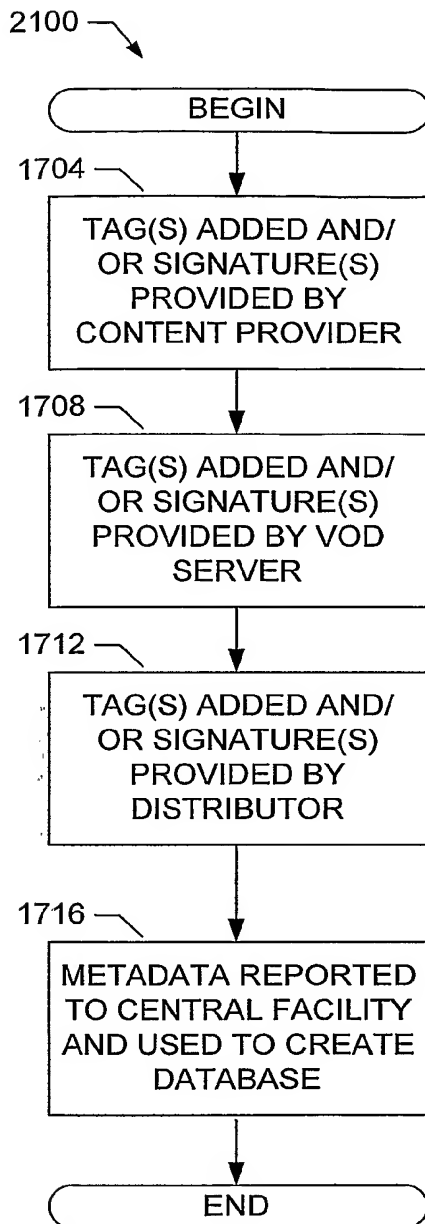 2100
BEGIN
1704
TAG(S) ADDED AND/
OR SIGNATURE(S)
PROVIDED BY
CONTENT PROVIDER
1708
TAG(S) ADDED AND/
OR SIGNATURE(S)
PROVIDED BY VOD
SERVER
1712
TAG(S) ADDED AND/
OR SIGNATURE(S)
PROVIDED BY
DISTRIBUTOR
1716
METADATA REPORTED
TO CENTRAL FACILITY
AND USED TO CREATE
DATABASE
END